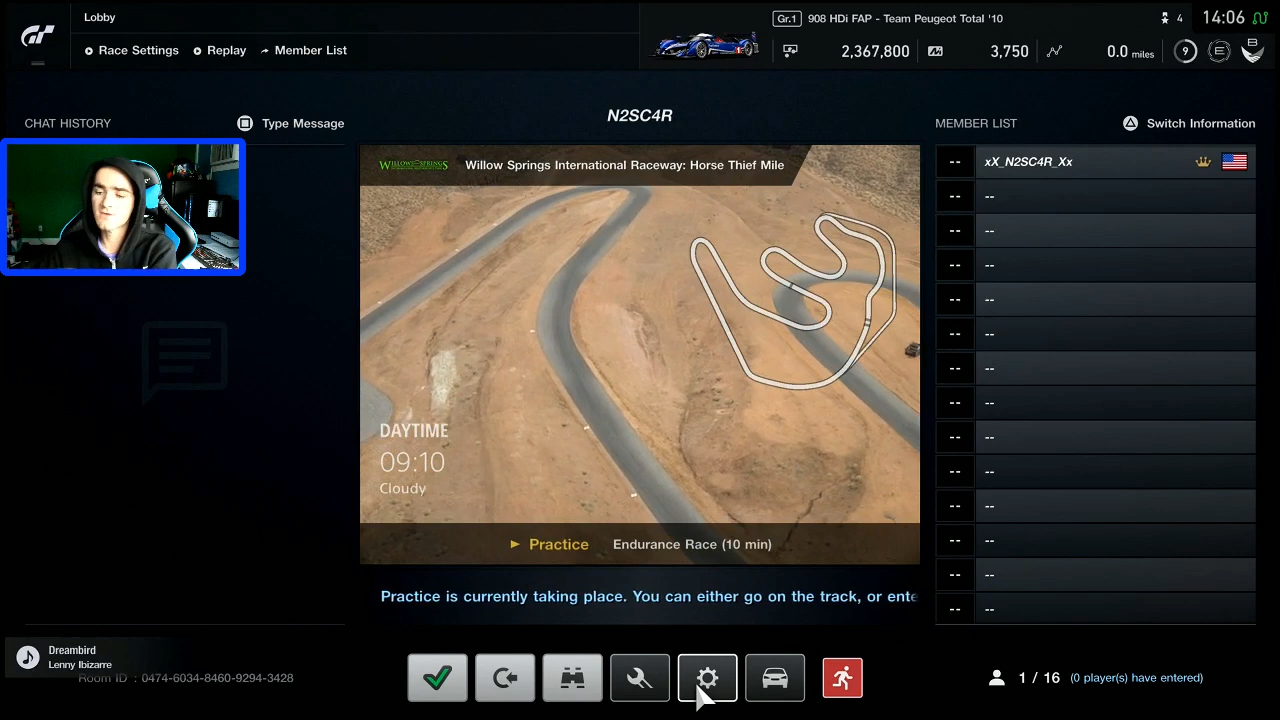 Lobby
Gr.1 908 HDi FAP - Team Peugeot Total '10
4
14:06
Race Settings Replay Member List
2,367,800 3,750 0.0 miles 9 E B
CHAT HISTORY Type Message
N2SC4R
MEMBER LIST Switch Information
WILLOW SPRINGS Willow Springs International Raceway: Horse Thief Mile
-- xX_N2SC4R_Xx
-- --
-- --
-- --
-- --
-- --
-- --
-- --
-- --
-- --
-- --
-- --
-- --
-- --
DAYTIME
09:10
Cloudy
Practice Endurance Race (10 min)
Practice is currently taking place. You can either go on the track, or ente
Dreambird
Lenny Ibizarre
Room ID : 0474-6034-8460-9294-3428
1 / 16 (0 player(s) have entered)